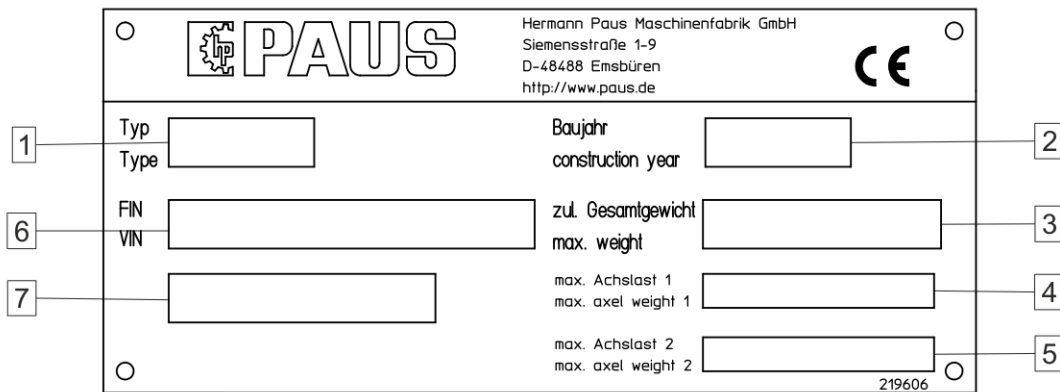 hp PAUS
Hermann Paus Maschinenfabrik GmbH
Siemensstraße 1-9
D-48488 Emsbüren
http://www.paus.de
CE
1
Typ
Type
Baujahr
construction year
2
6
FIN
VIN
zul. Gesamtgewicht
max. weight
3
7
max. Achslast 1
max. axel weight 1
4
max. Achslast 2
max. axel weight 2
5
219606